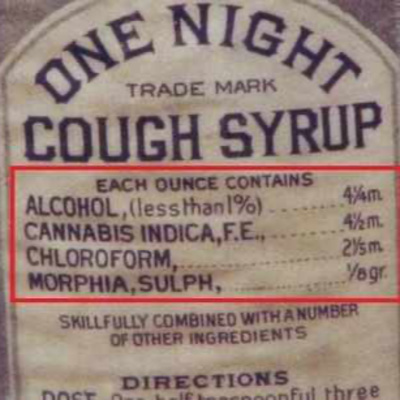 ONE NIGHT
TRADE MARK
COUGH SYRUP
EACH OUNCE CONTAINS
ALCOHOL, (less than 1%) ........ 4¼m.
CANNABIS INDICA, F.E., ........ 4½m.
CHLOROFORM, ........ 2½m.
MORPHIA, SULPH, ........ ⅛gr.
SKILLFULLY COMBINED WITH A NUMBER
OF OTHER INGREDIENTS
DIRECTIONS
DOSE. One half teaspoonful three